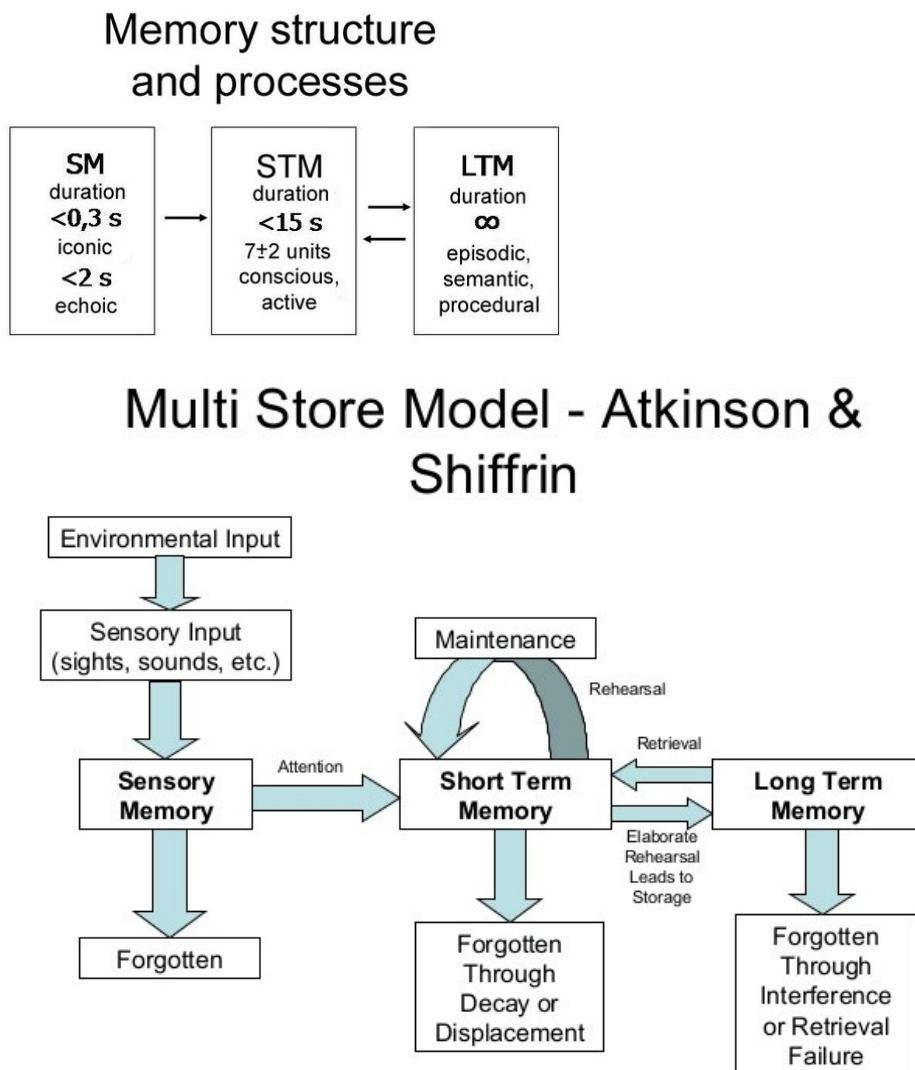 Memory structure
and processes
SM
duration
<0,3 s
iconic
<2 s
echoic
STM
duration
<15 s
7±2 units
conscious,
active
LTM
duration
∞
episodic,
semantic,
procedural
Multi Store Model - Atkinson &
Shiffrin
Environmental Input
Sensory Input
(sights, sounds, etc.)
Maintenance
Rehearsal
Sensory
Memory
Attention
Short Term
Memory
Retrieval
Elaborate
Rehearsal
Leads to
Storage
Long Term
Memory
Forgotten
Forgotten
Through
Decay or
Displacement
Forgotten
Through
Interference
or Retrieval
Failure